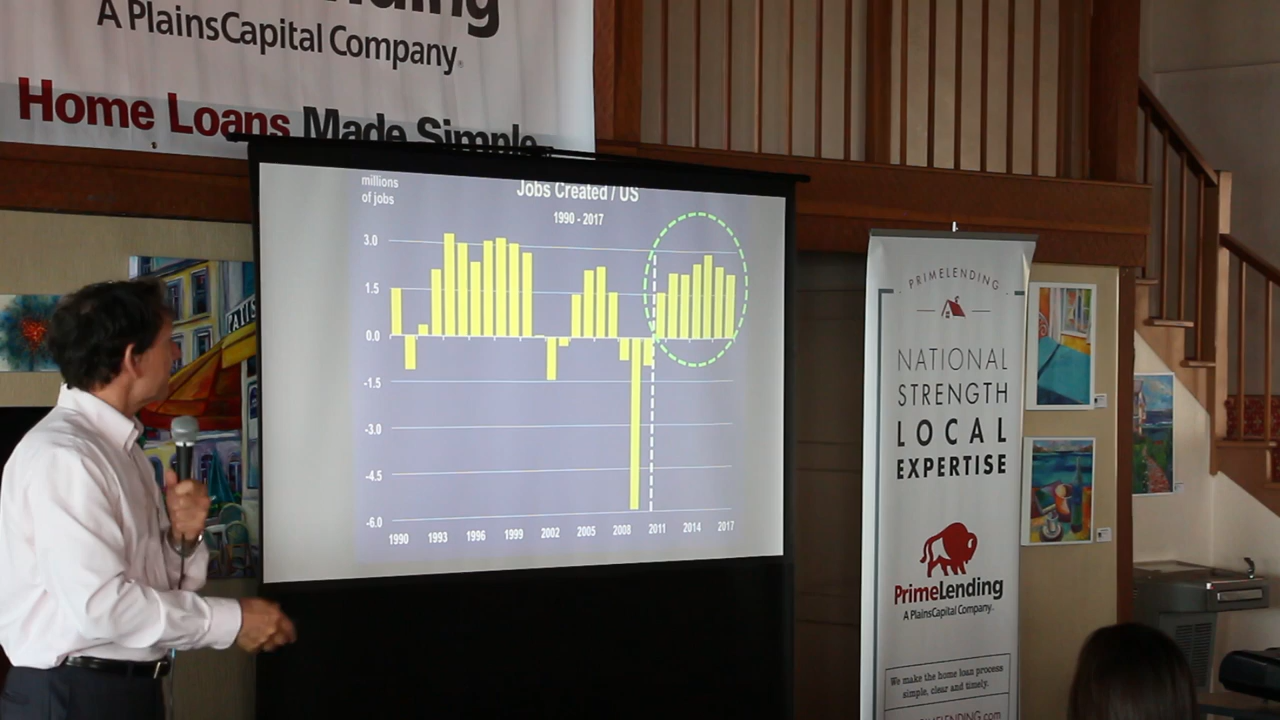 A PlainsCapital Company
Home Loans Made Simple
millions
of jobs
Jobs Created / US
1990 - 2017
3.0
1.5
0.0
-1.5
-3.0
-4.5
-6.0
1990 1993 1996 1999 2002 2005 2008 2011 2014 2017
PRIMELENDING
NATIONAL
STRENGTH
LOCAL
EXPERTISE
PrimeLending
A PlainsCapital Company.
We make the home loan process
simple, clear and timely.